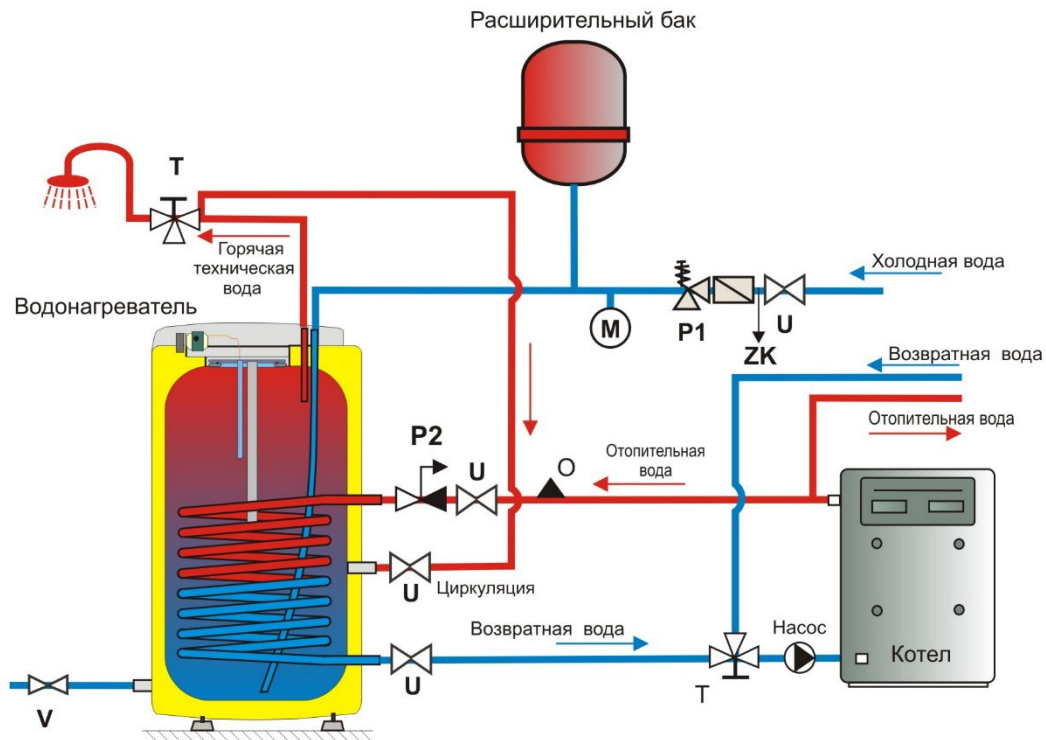 Расширительный бак
T
Горячая
техническая
вода
Холодная вода
Водонагреватель
M
P1
U
ZK
Возвратная вода
Отопительная вода
P2
U
O
Отопительная
вода
U
Циркуляция
Возвратная вода
Насос
Котел
U
T
V